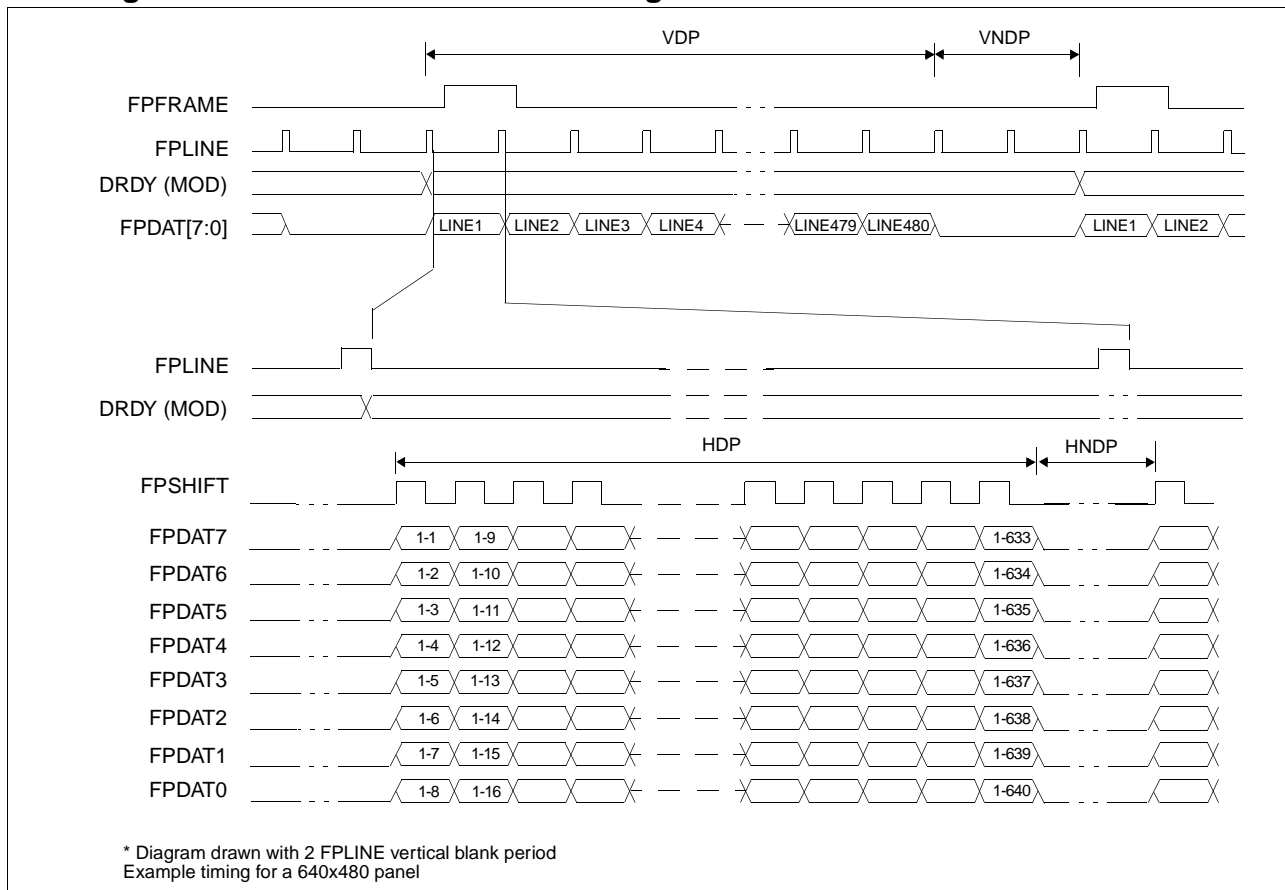 VDP VNDP
FPFRAME
FPLINE
DRDY (MOD)
FPDAT[7:0] LINE1 LINE2 LINE3 LINE4 LINE479 LINE480 LINE1 LINE2
FPLINE
DRDY (MOD)
HDP HNDP
FPSHIFT
FPDAT7 1-1 1-9 1-633
FPDAT6 1-2 1-10 1-634
FPDAT5 1-3 1-11 1-635
FPDAT4 1-4 1-12 1-636
FPDAT3 1-5 1-13 1-637
FPDAT2 1-6 1-14 1-638
FPDAT1 1-7 1-15 1-639
FPDAT0 1-8 1-16 1-640
* Diagram drawn with 2 FPLINE vertical blank period
Example timing for a 640x480 panel